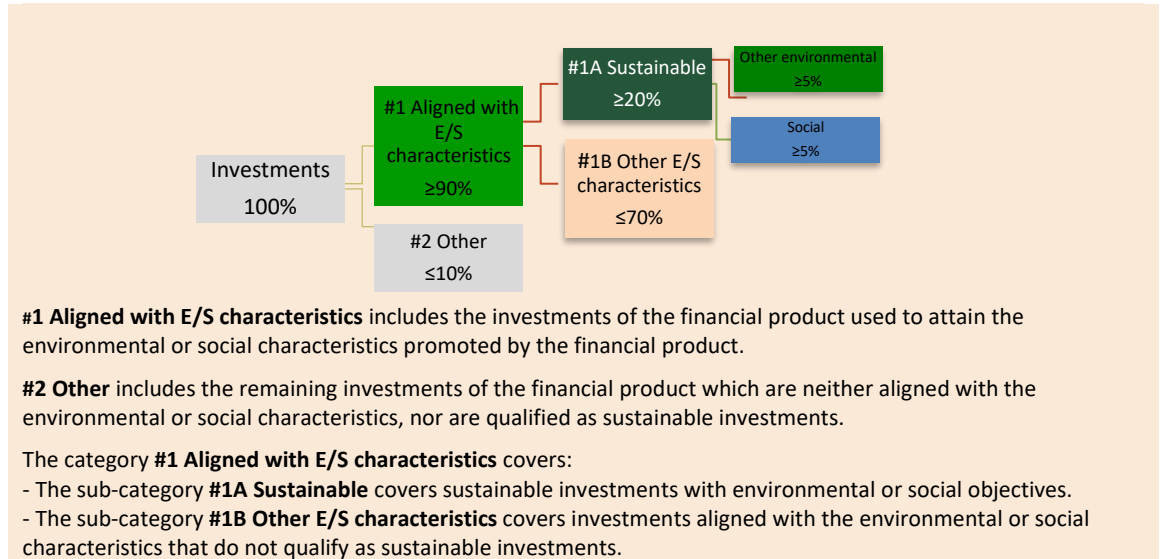 Investments
100%
#1 Aligned with
E/S
characteristics
≥90%
#2 Other
≤10%
#1A Sustainable
≥20%
#1B Other E/S
characteristics
≤70%
Other environmental
≥5%
Social
≥5%
#1 Aligned with E/S characteristics includes the investments of the financial product used to attain the
environmental or social characteristics promoted by the financial product.
#2 Other includes the remaining investments of the financial product which are neither aligned with the
environmental or social characteristics, nor are qualified as sustainable investments.
The category #1 Aligned with E/S characteristics covers:
- The sub-category #1A Sustainable covers sustainable investments with environmental or social objectives.
- The sub-category #1B Other E/S characteristics covers investments aligned with the environmental or social
characteristics that do not qualify as sustainable investments.